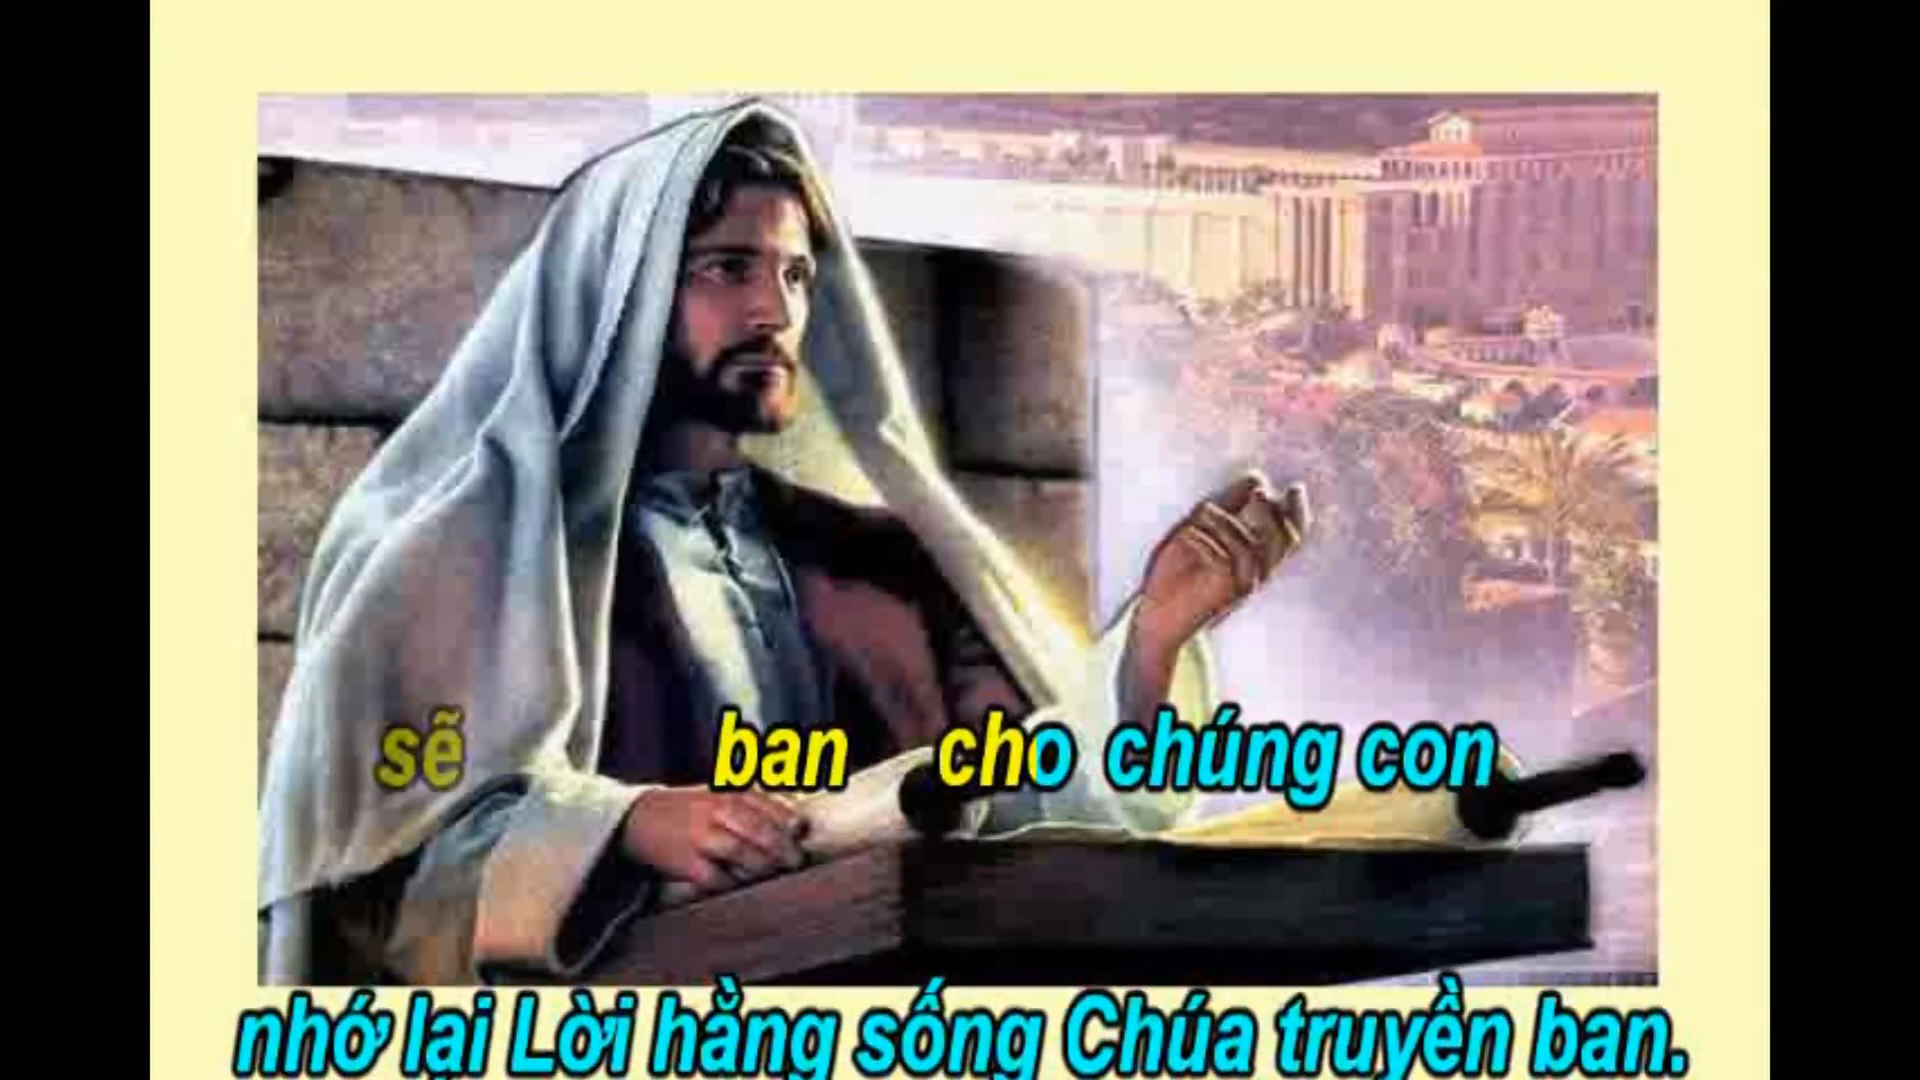 sẽ ban cho chúng con
nhớ lại Lời hằng sống Chúa truyền ban.